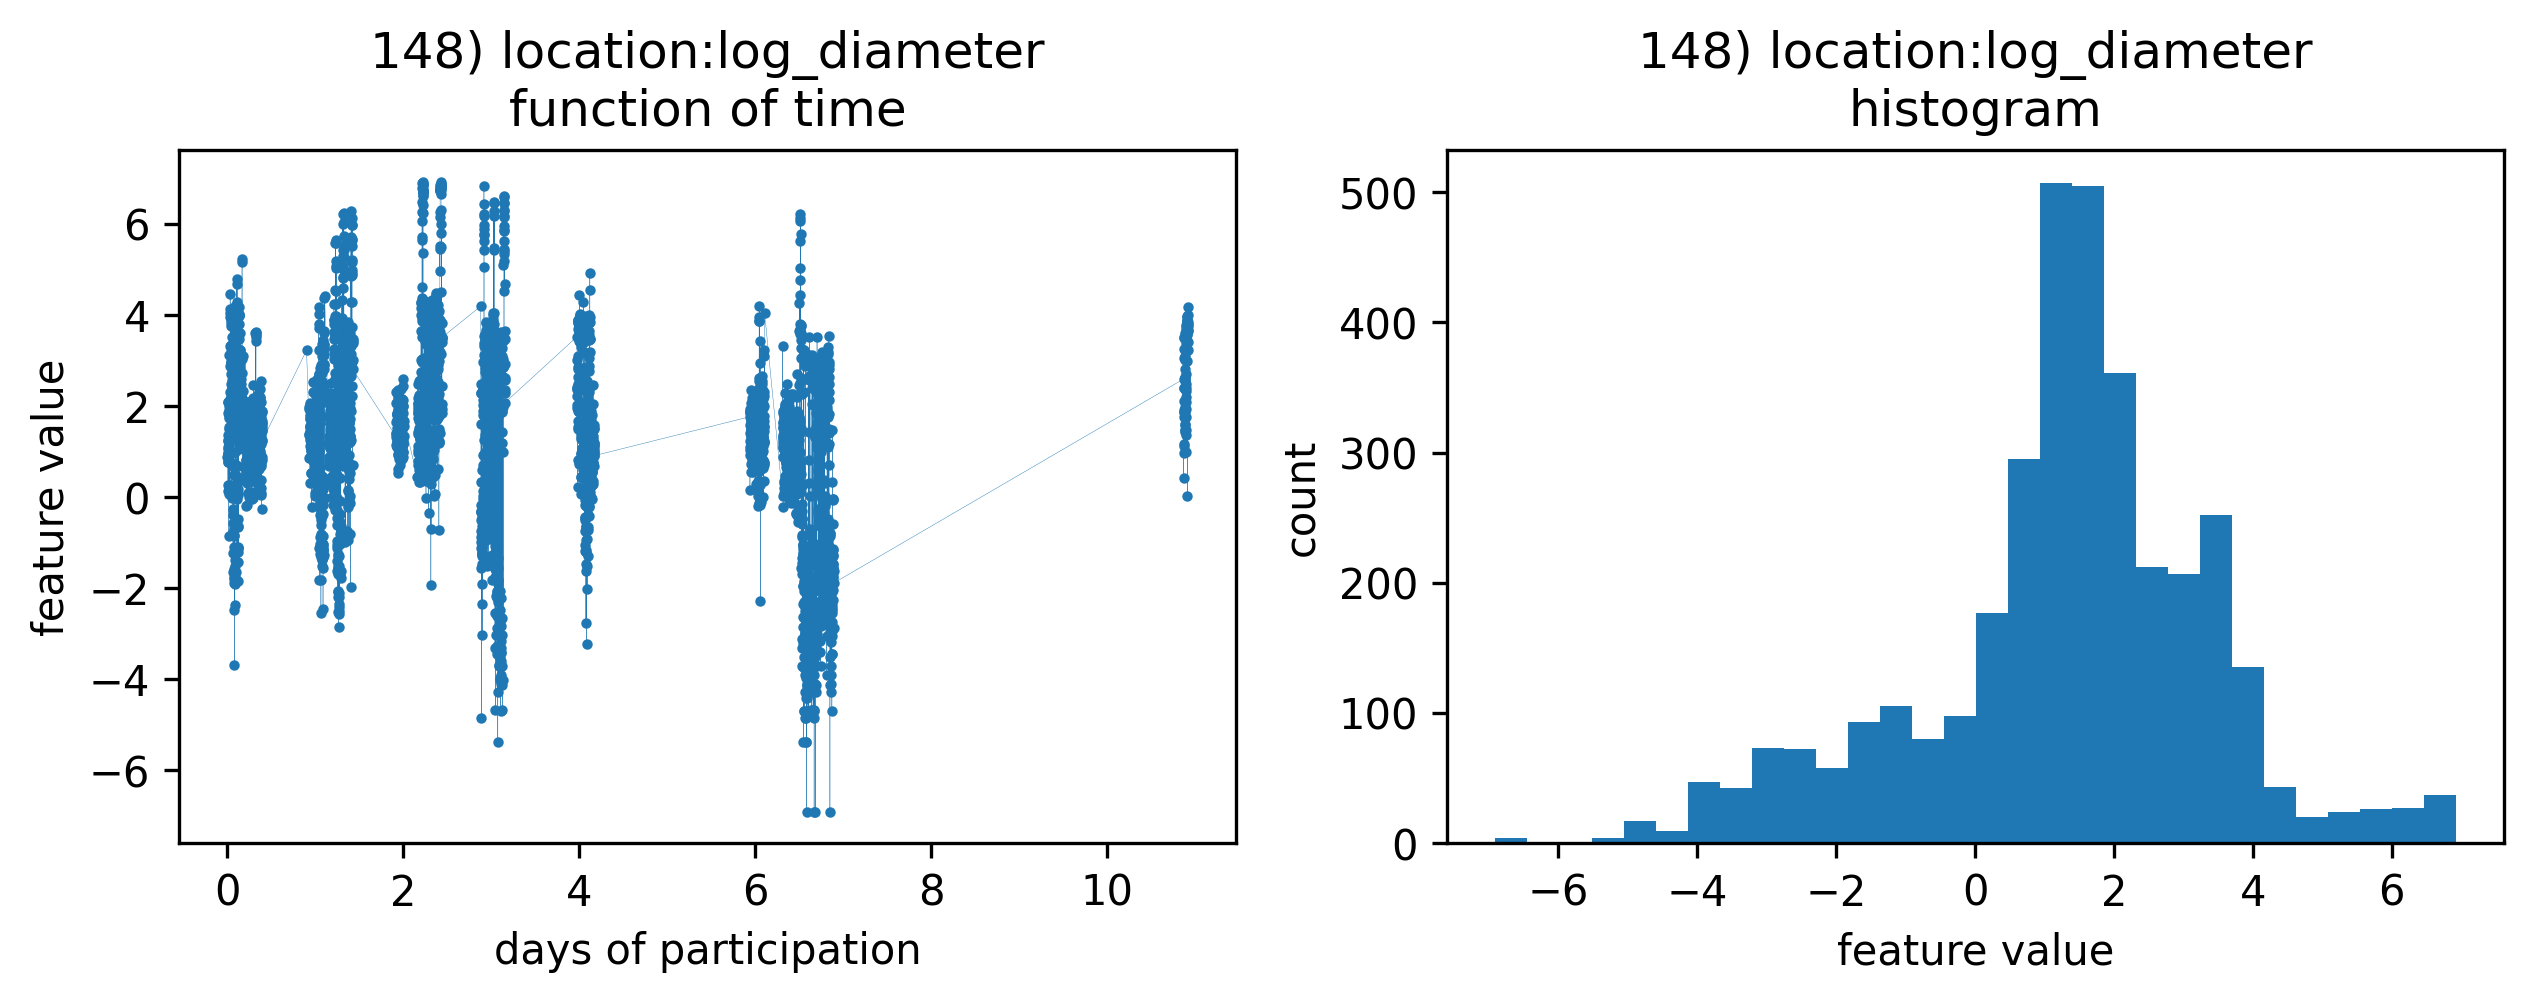 148) location:log_diameter
function of time
feature value
6
4
2
0
−2
−4
−6
0 2 4 6 8 10
days of participation
148) location:log_diameter
histogram
count
500
400
300
200
100
0
−6 −4 −2 0 2 4 6
feature value